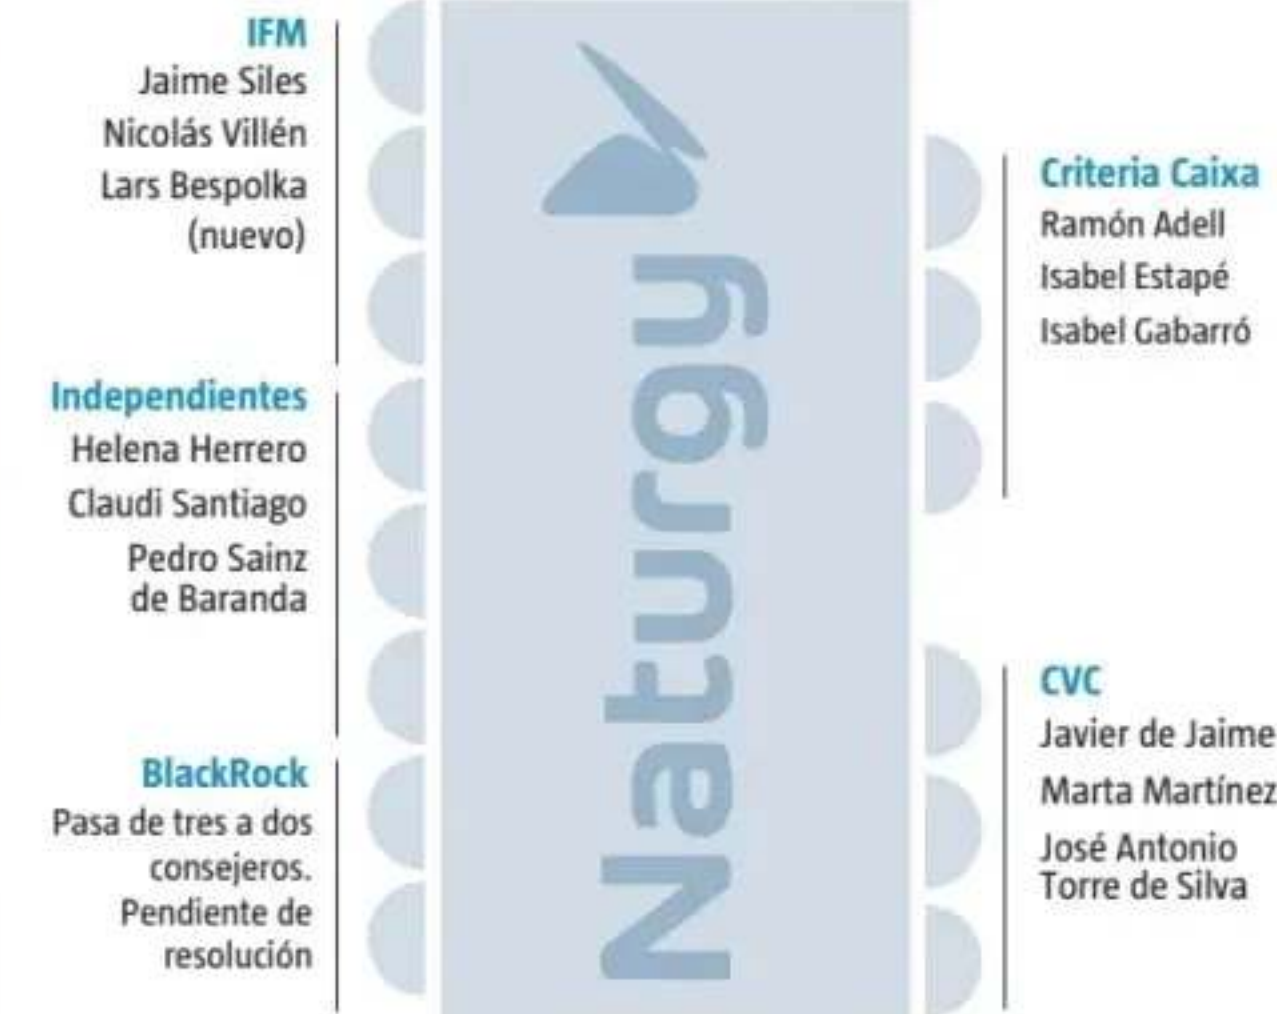 IFM
Jaime Siles
Nicolás Villén
Lars Bespolka
(nuevo)
Independientes
Helena Herrero
Claudi Santiago
Pedro Sainz
de Baranda
BlackRock
Pasa de tres a dos
consejeros.
Pendiente de
resolución
Naturgy
Criteria Caixa
Ramón Adell
Isabel Estapé
Isabel Gabarró
CVC
Javier de Jaime
Marta Martínez
José Antonio
Torre de Silva